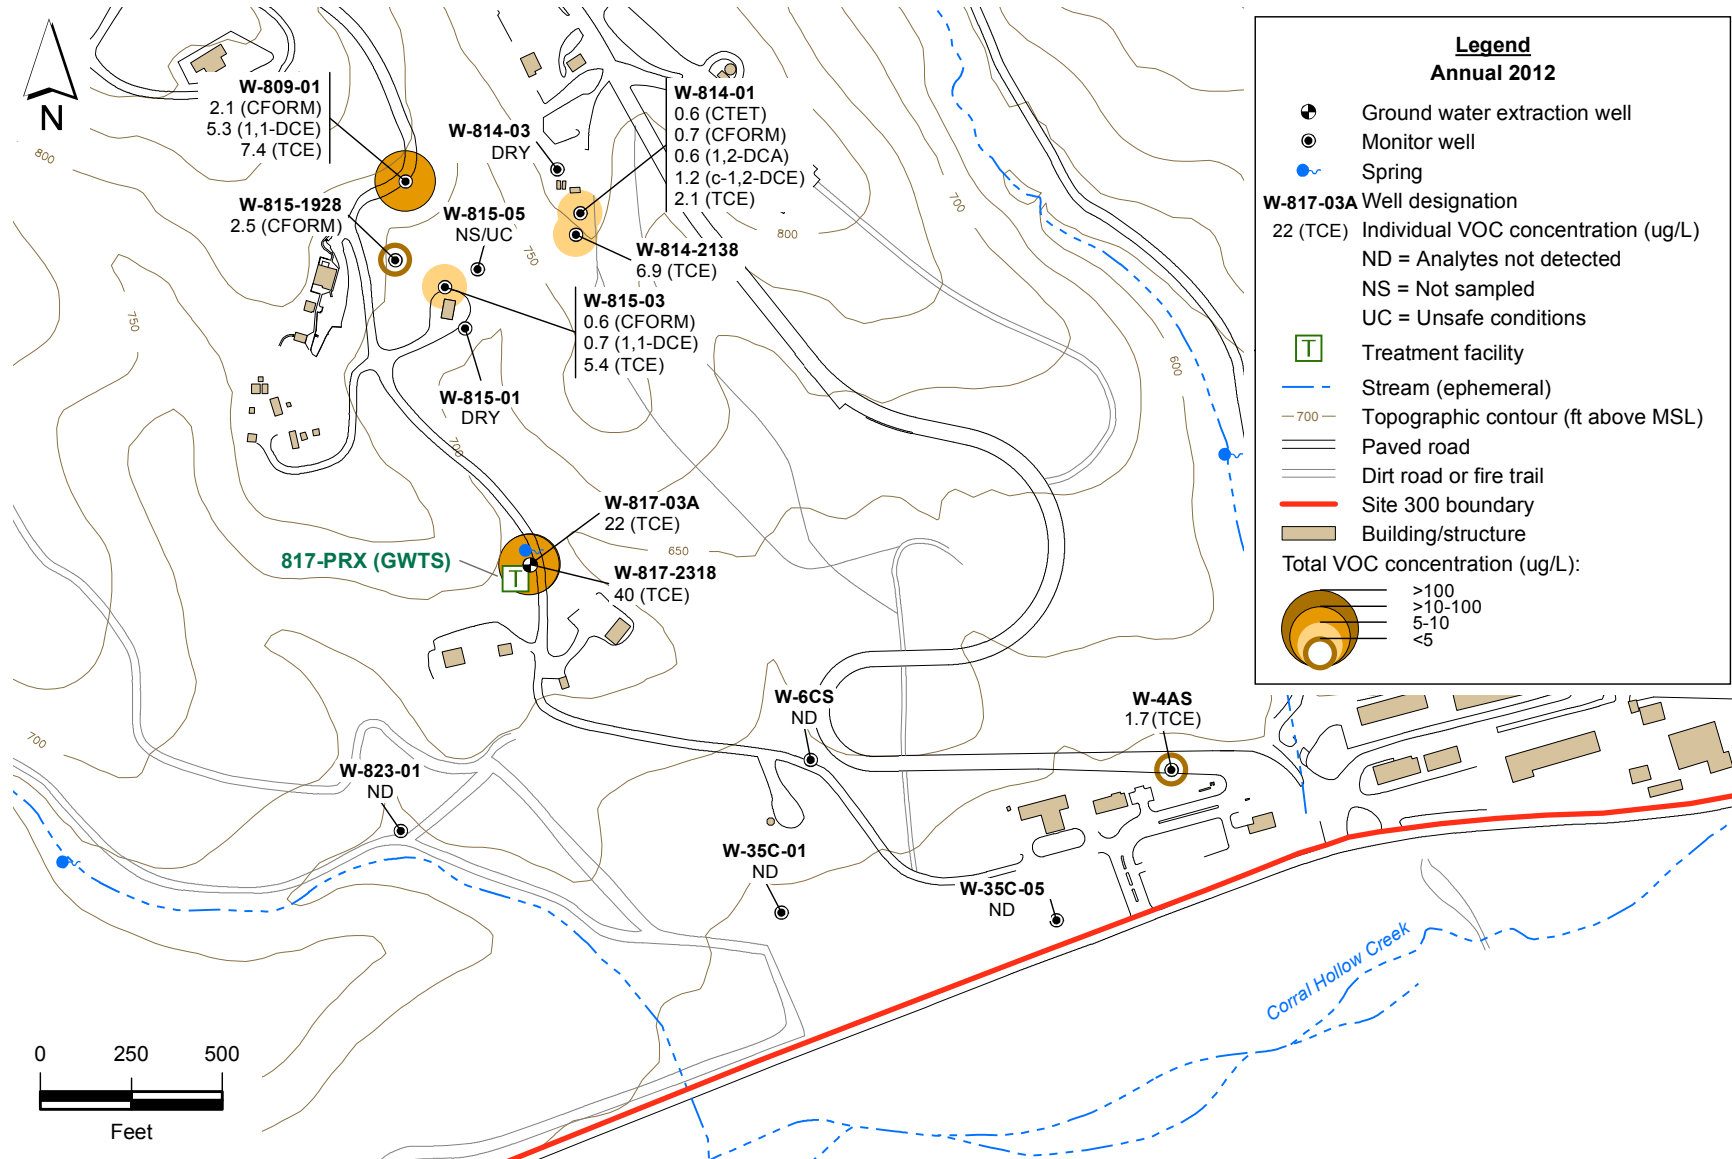 N
W-809-01
2.1 (CFORM)
5.3 (1,1-DCE)
7.4 (TCE)
W-815-1928
2.5 (CFORM)
W-814-03
DRY
W-815-05
NS/UC
W-814-01
0.6 (CTET)
0.7 (CFORM)
0.6 (1,2-DCA)
1.2 (c-1,2-DCE)
2.1 (TCE)
W-814-2138
6.9 (TCE)
W-815-03
0.6 (CFORM)
0.7 (1,1-DCE)
5.4 (TCE)
W-815-01
DRY
800
750
750
800
700
600
700
W-817-03A
22 (TCE)
650
817-PRX (GWTS)
T
W-817-2318
40 (TCE)
700
W-6CS
ND
W-4AS
1.7(TCE)
W-823-01
ND
W-35C-01
ND
W-35C-05
ND
Corral Hollow Creek
0 250 500
Feet
Legend
Annual 2012
Ground water extraction well
Monitor well
Spring
W-817-03A Well designation
22 (TCE) Individual VOC concentration (ug/L)
ND = Analytes not detected
NS = Not sampled
UC = Unsafe conditions
T Treatment facility
Stream (ephemeral)
700 Topographic contour (ft above MSL)
Paved road
Dirt road or fire trail
Site 300 boundary
Building/structure
Total VOC concentration (ug/L):
>100
>10-100
5-10
<5